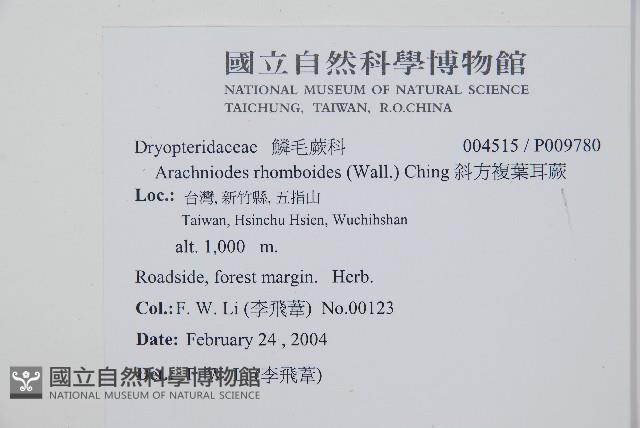 國立自然科學博物館
NATIONAL MUSEUM OF NATURAL SCIENCE
TAICHUNG, TAIWAN, R.O.CHINA
Dryopteridaceae 鱗毛蕨科 004515 / P009780
Arachniodes rhomboides (Wall.) Ching 斜方複葉耳蕨
Loc.: 台灣, 新竹縣, 五指山
Taiwan, Hsinchu Hsien, Wuchihshan
alt. 1,000 m.
Roadside, forest margin. Herb.
Col.: F. W. Li (李飛葦) No.00123
Date: February 24 , 2004
Det.: F. W. Li (李飛葦)
國立自然科學博物館
NATIONAL MUSEUM OF NATURAL SCIENCE